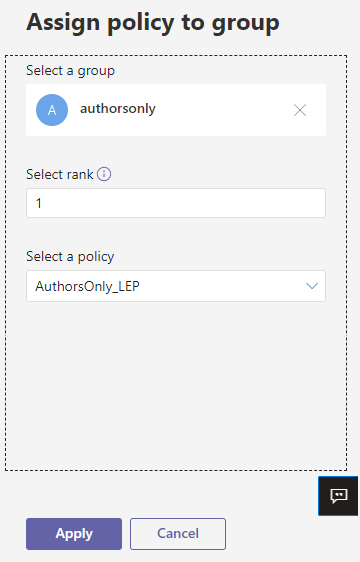 Assign policy to group
Select a group
A
authorsonly
Select rank
1
Select a policy
AuthorsOnly_LEP
Apply
Cancel